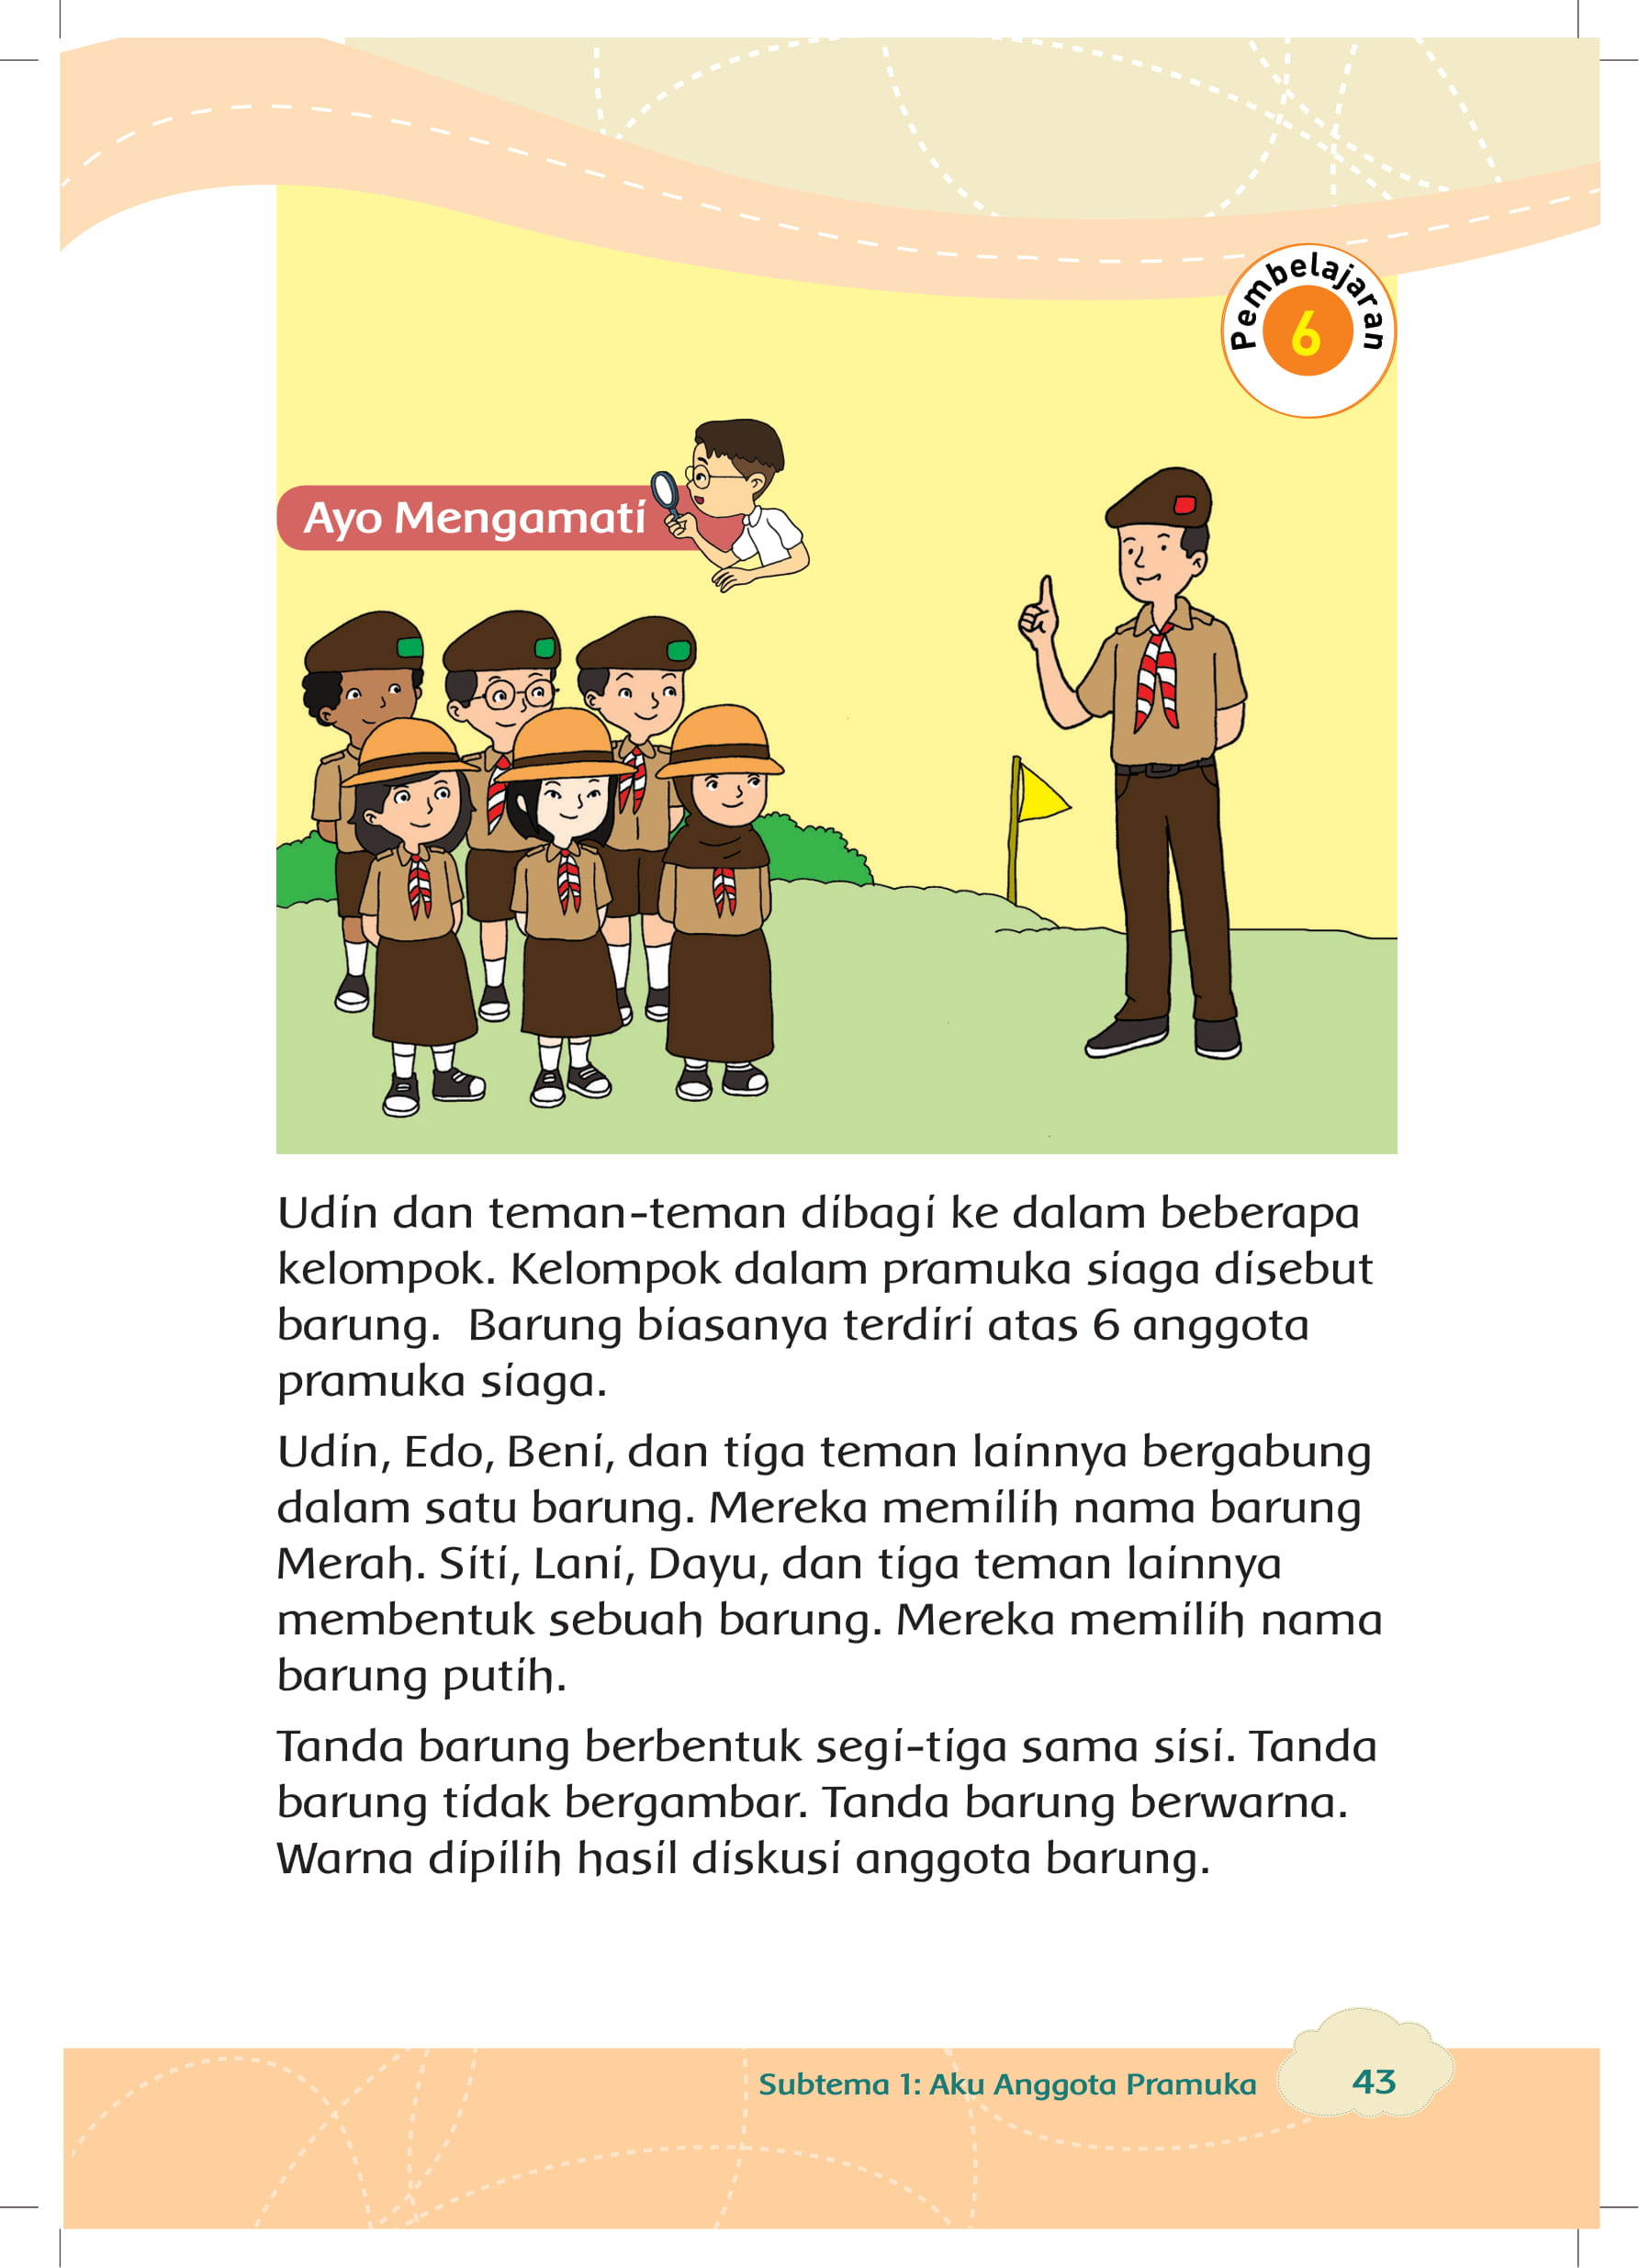 Pembelajaran
6
Ayo Mengamati
Udin dan teman-teman dibagi ke dalam beberapa
kelompok. Kelompok dalam pramuka siaga disebut
barung.  Barung biasanya terdiri atas 6 anggota
pramuka siaga.
Udin, Edo, Beni, dan tiga teman lainnya bergabung
dalam satu barung. Mereka memilih nama barung
Merah. Siti, Lani, Dayu, dan tiga teman lainnya
membentuk sebuah barung. Mereka memilih nama
barung putih.
Tanda barung berbentuk segi-tiga sama sisi. Tanda
barung tidak bergambar. Tanda barung berwarna.
Warna dipilih hasil diskusi anggota barung.
Subtema 1: Aku Anggota Pramuka
43